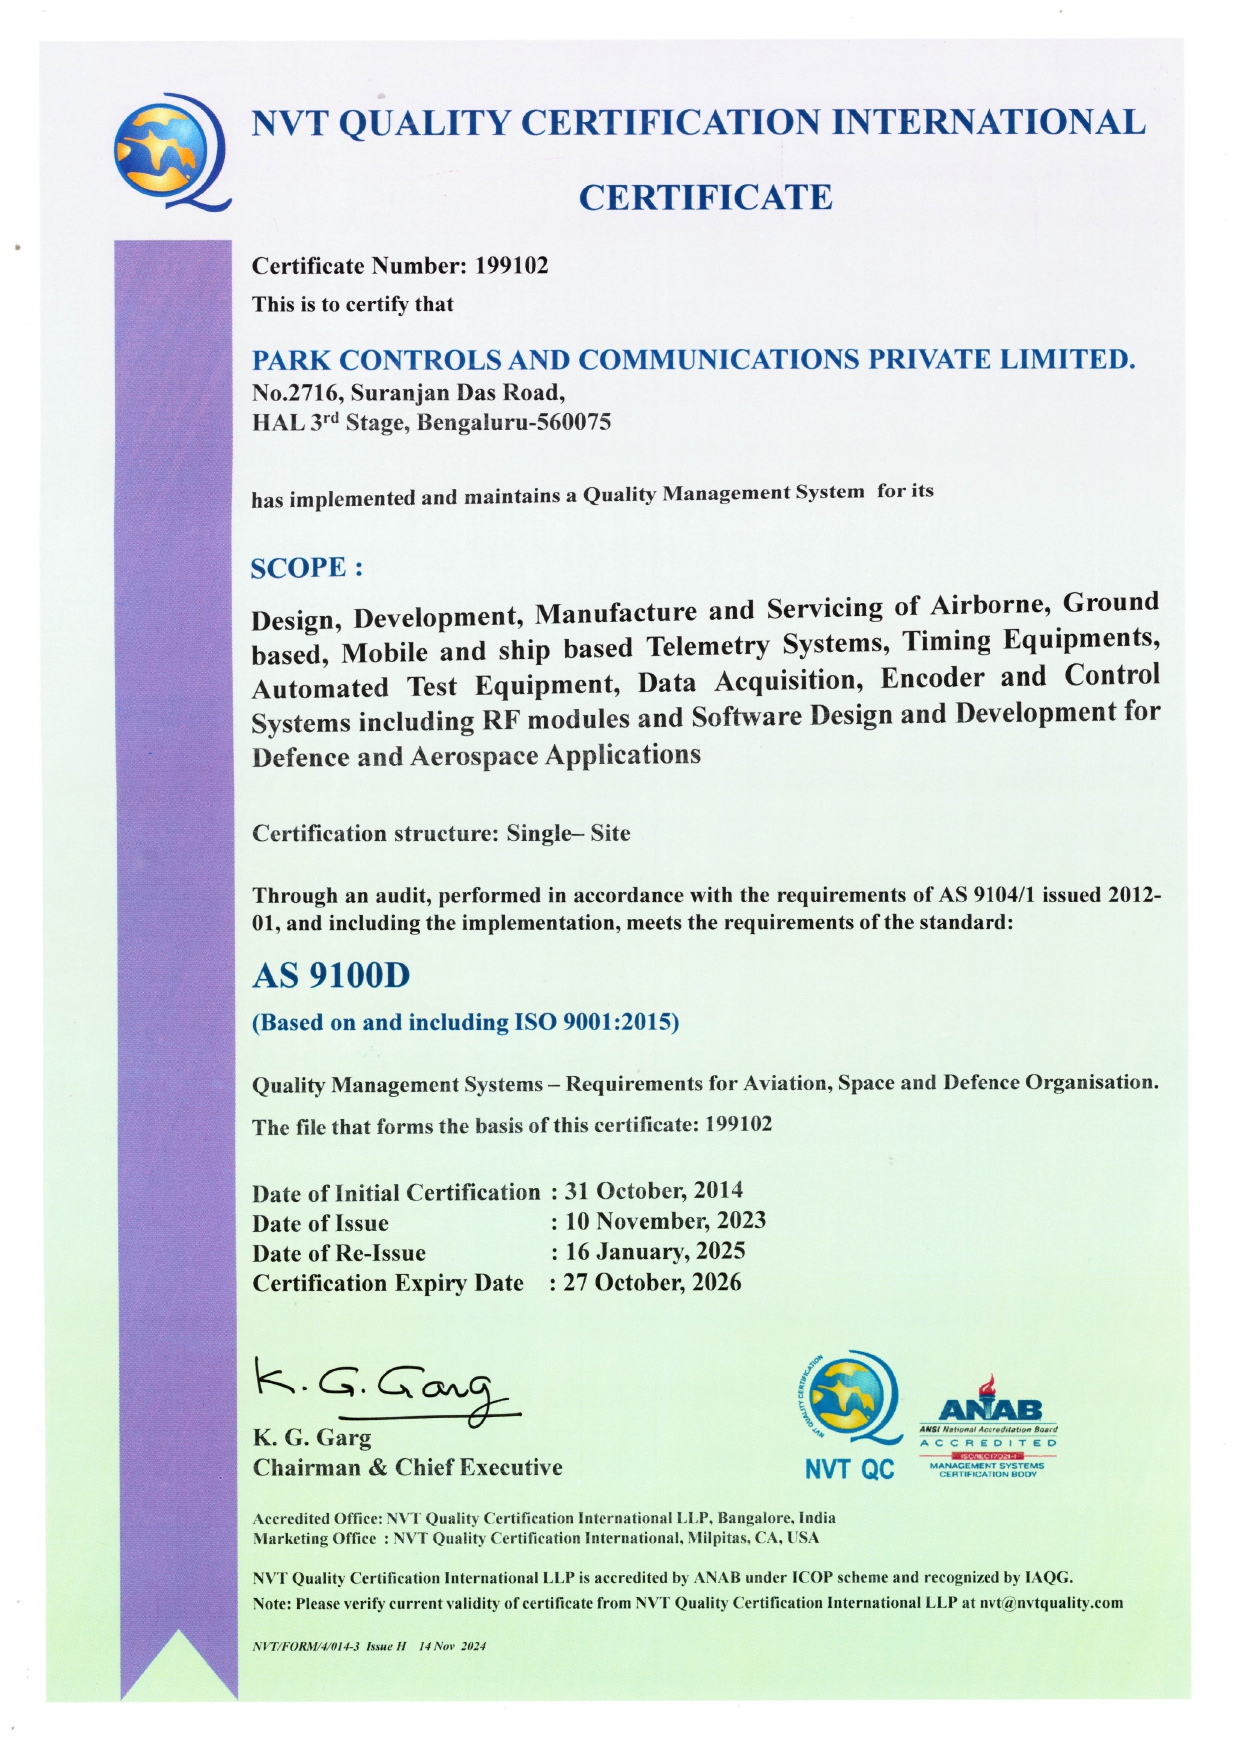 NVT QUALITY CERTIFICATION INTERNATIONAL
CERTIFICATE
Certificate Number: 199102
This is to certify that
PARK CONTROLS AND COMMUNICATIONS PRIVATE LIMITED.
No.2716, Suranjan Das Road,
HAL 3rd Stage, Bengaluru-560075
has implemented and maintains a Quality Management System for its
SCOPE :
Design, Development, Manufacture and Servicing of Airborne, Ground
based, Mobile and ship based Telemetry Systems, Timing Equipments,
Automated Test Equipment, Data Acquisition, Encoder and Control
Systems including RF modules and Software Design and Development for
Defence and Aerospace Applications
Certification structure: Single– Site
Through an audit, performed in accordance with the requirements of AS 9104/1 issued 2012-
01, and including the implementation, meets the requirements of the standard:
AS 9100D
(Based on and including ISO 9001:2015)
Quality Management Systems – Requirements for Aviation, Space and Defence Organisation.
The file that forms the basis of this certificate: 199102
Date of Initial Certification : 31 October, 2014
Date of Issue : 10 November, 2023
Date of Re-Issue : 16 January, 2025
Certification Expiry Date : 27 October, 2026
K. G. Garg
K. G. Garg
Chairman & Chief Executive
NVT QUALITY CERTIFICATION
NVT QC
ANAB
ANSI National Accreditation Board
ACCREDITED
ISO/IEC 17021-1
MANAGEMENT SYSTEMS
CERTIFICATION BODY
Accredited Office: NVT Quality Certification International LLP, Bangalore, India
Marketing Office : NVT Quality Certification International, Milpitas, CA, USA
NVT Quality Certification International LLP is accredited by ANAB under ICOP scheme and recognized by IAQG.
Note: Please verify current validity of certificate from NVT Quality Certification International LLP at nvt@nvtquality.com
NVT/FORM/4/014-3 Issue H 14 Nov 2024